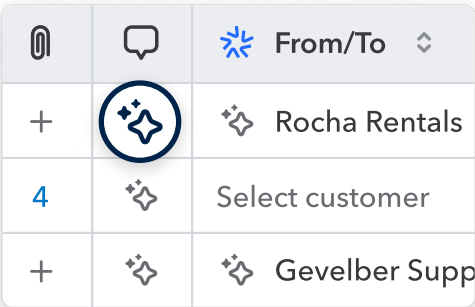 From/To
+ Rocha Rentals
4 Select customer
+ Gevelber Supp